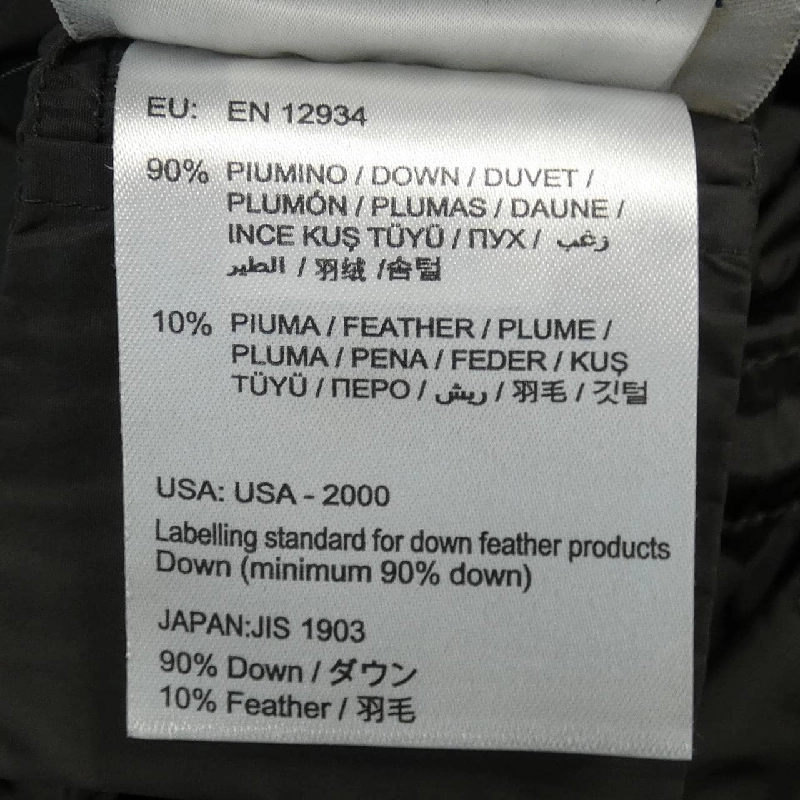 EU: EN 12934
90% PIUMINO / DOWN / DUVET /
PLUMÓN / PLUMAS / DAUNE /
INCE KUŞ TÜYÜ / ПУХ / زغب
الطير / 羽绒 /솜털
10% PIUMA / FEATHER / PLUME /
PLUMA / PENA / FEDER / KUŞ
TÜYÜ / ПЕРО / ريش / 羽毛 / 깃털
USA: USA - 2000
Labelling standard for down feather products
Down (minimum 90% down)
JAPAN:JIS 1903
90% Down / ダウン
10% Feather / 羽毛